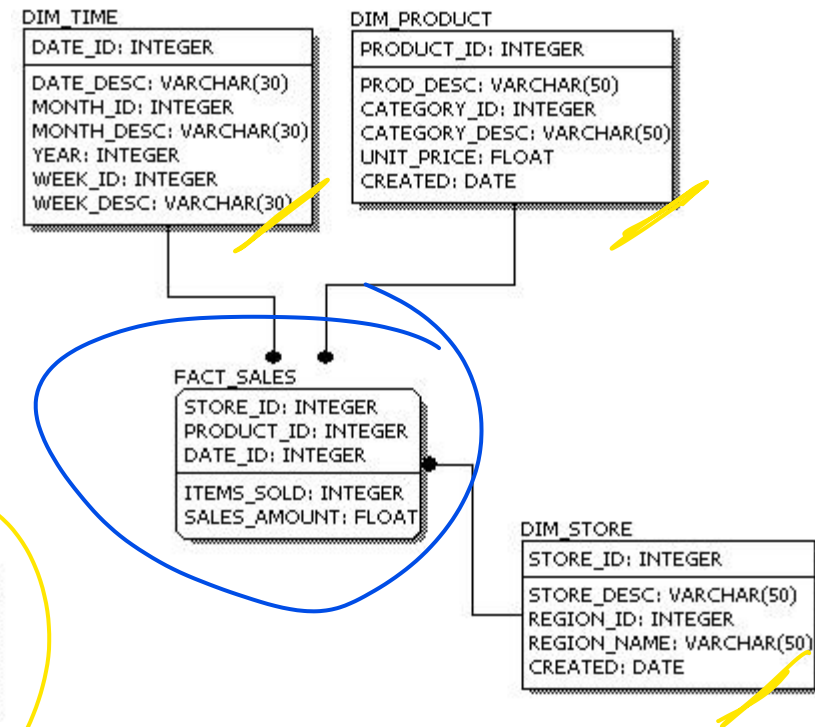 DIM_TIME
DATE_ID: INTEGER
DATE_DESC: VARCHAR(30)
MONTH_ID: INTEGER
MONTH_DESC: VARCHAR(30)
YEAR: INTEGER
WEEK_ID: INTEGER
WEEK_DESC: VARCHAR(30)
DIM_PRODUCT
PRODUCT_ID: INTEGER
PROD_DESC: VARCHAR(50)
CATEGORY_ID: INTEGER
CATEGORY_DESC: VARCHAR(50)
UNIT_PRICE: FLOAT
CREATED: DATE
FACT_SALES
STORE_ID: INTEGER
PRODUCT_ID: INTEGER
DATE_ID: INTEGER
ITEMS_SOLD: INTEGER
SALES_AMOUNT: FLOAT
DIM_STORE
STORE_ID: INTEGER
STORE_DESC: VARCHAR(50)
REGION_ID: INTEGER
REGION_NAME: VARCHAR(50)
CREATED: DATE